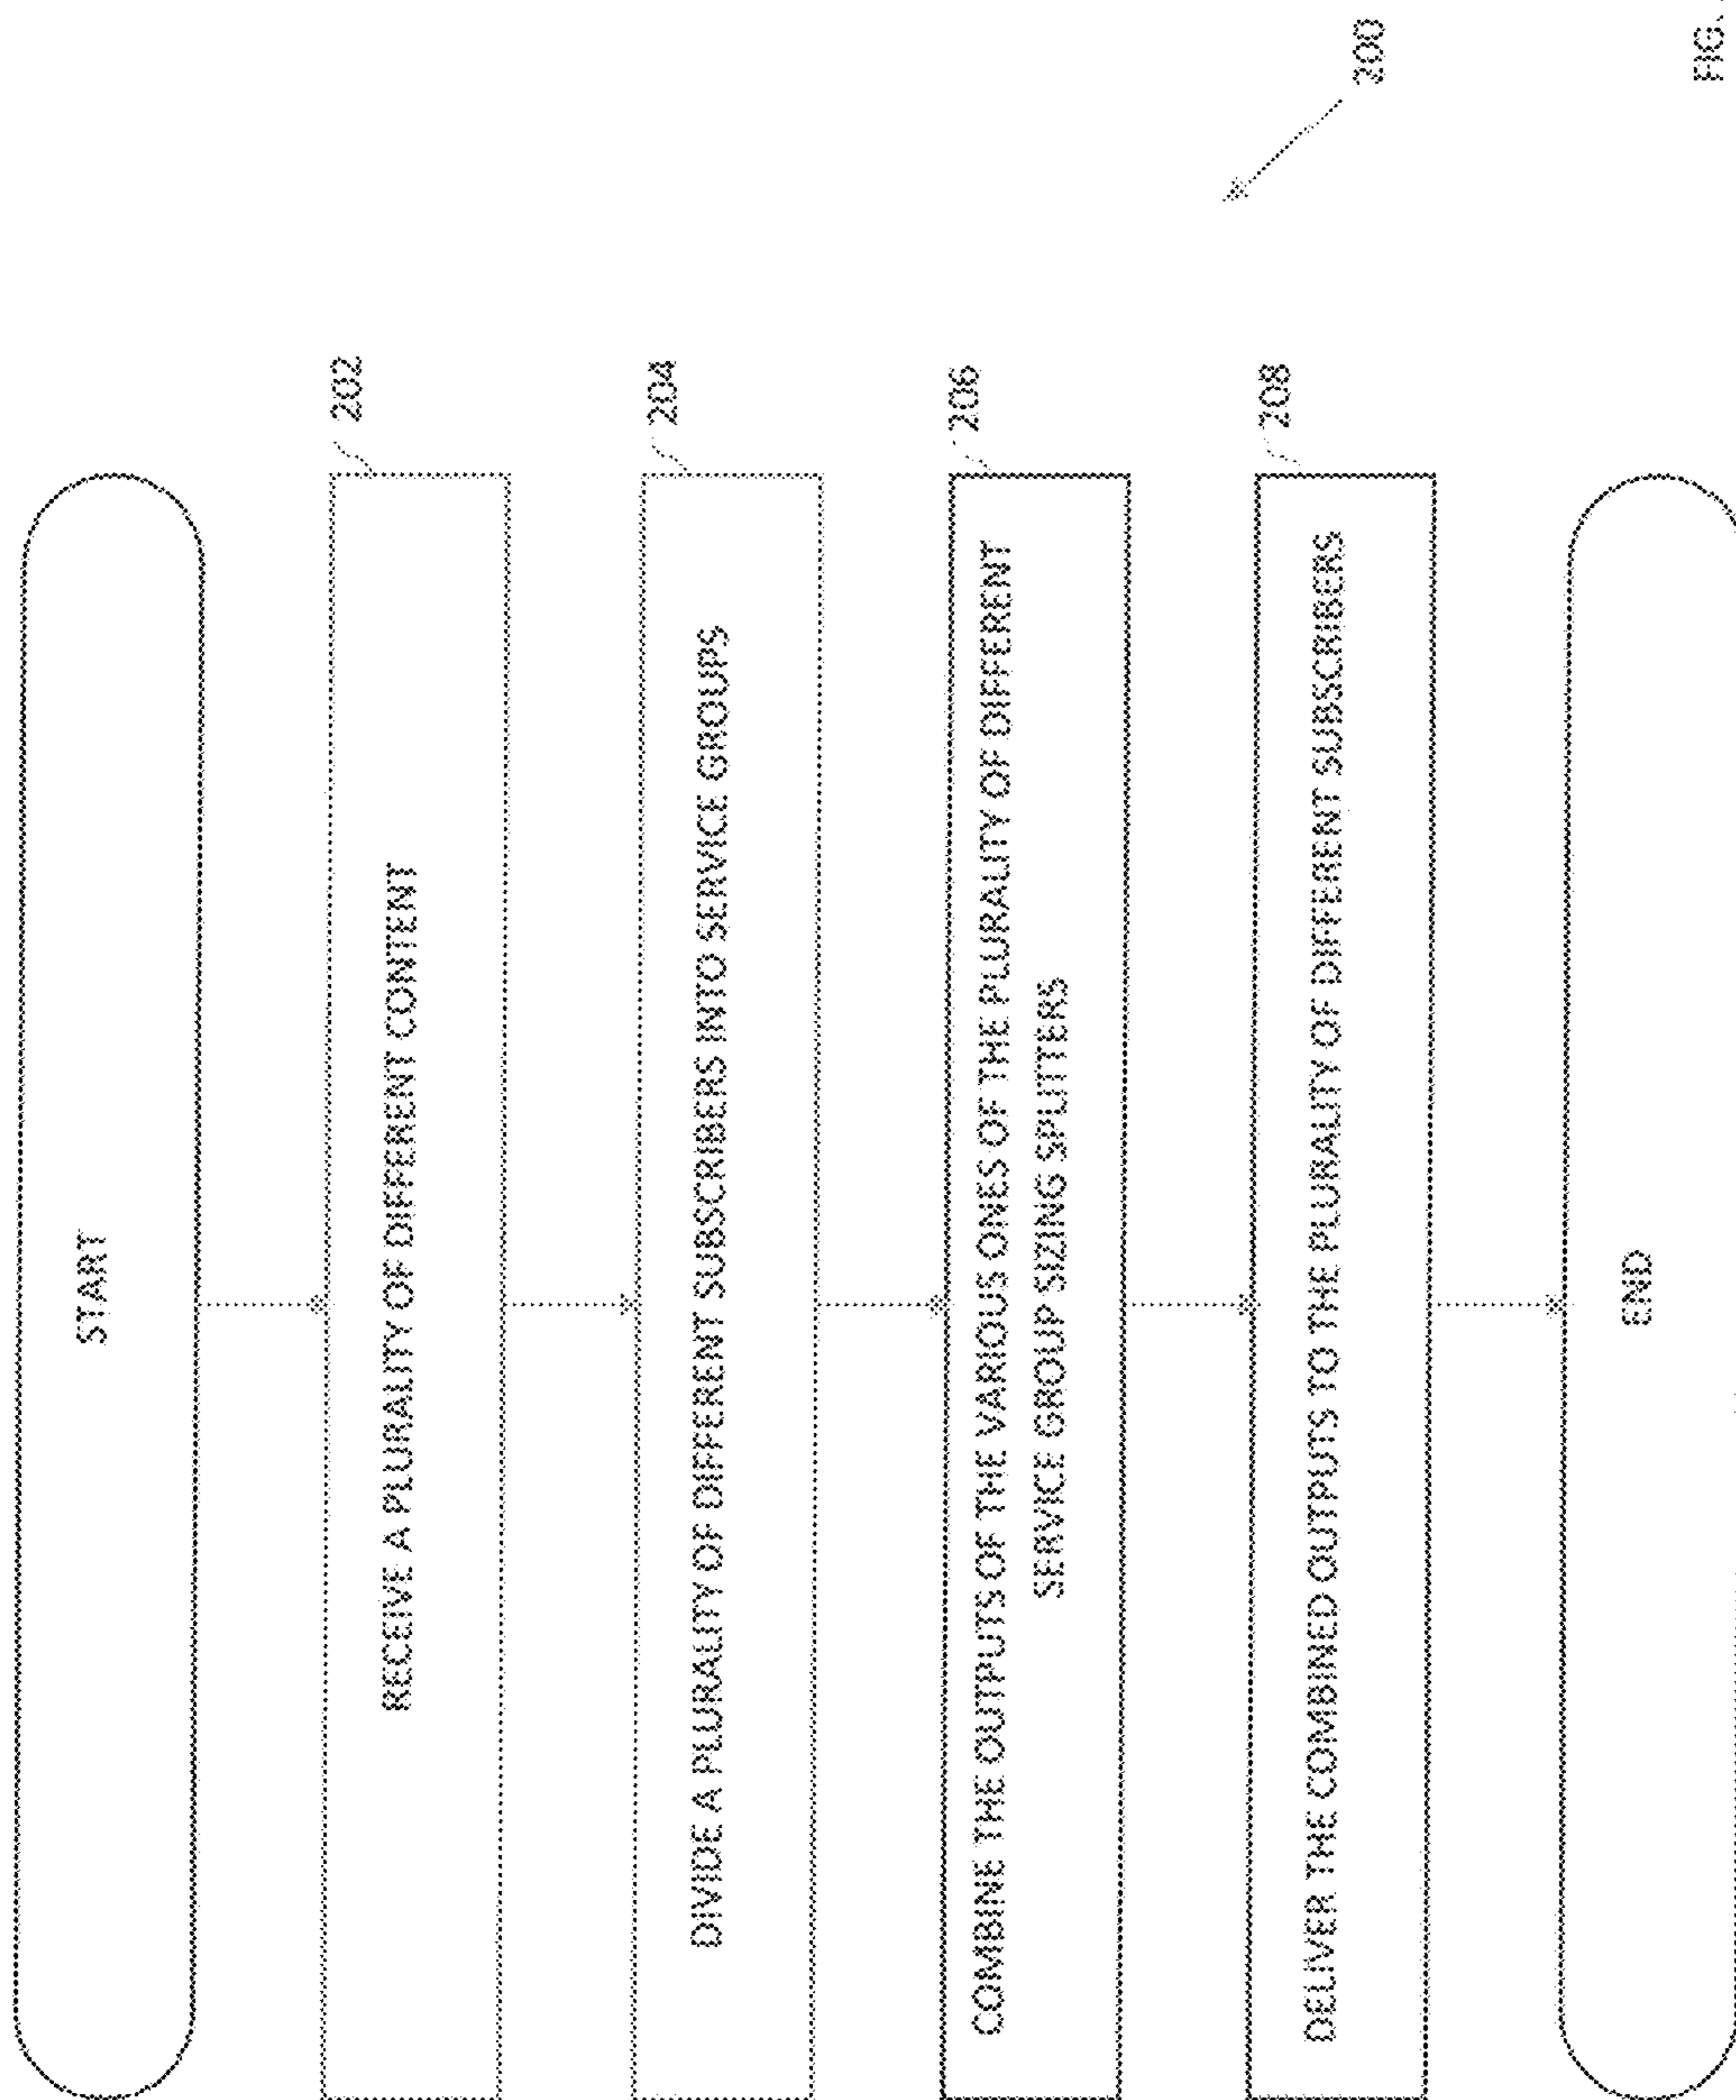 START
202
RECEIVE A PLURALITY OF DIFFERENT CONTENT
204
DIVIDE A PLURALITY OF DIFFERENT SUBSCRIBERS INTO SERVICE GROUPS
206
COMBINE THE OUTPUTS OF THE VARIOUS ONES OF THE PLURALITY OF DIFFERENT
SERVICE GROUP SIZING SPLITTERS
208
DELIVER THE COMBINED OUTPUTS TO THE PLURALITY OF DIFFERENT SUBSCRIBERS
END
200
FIG.